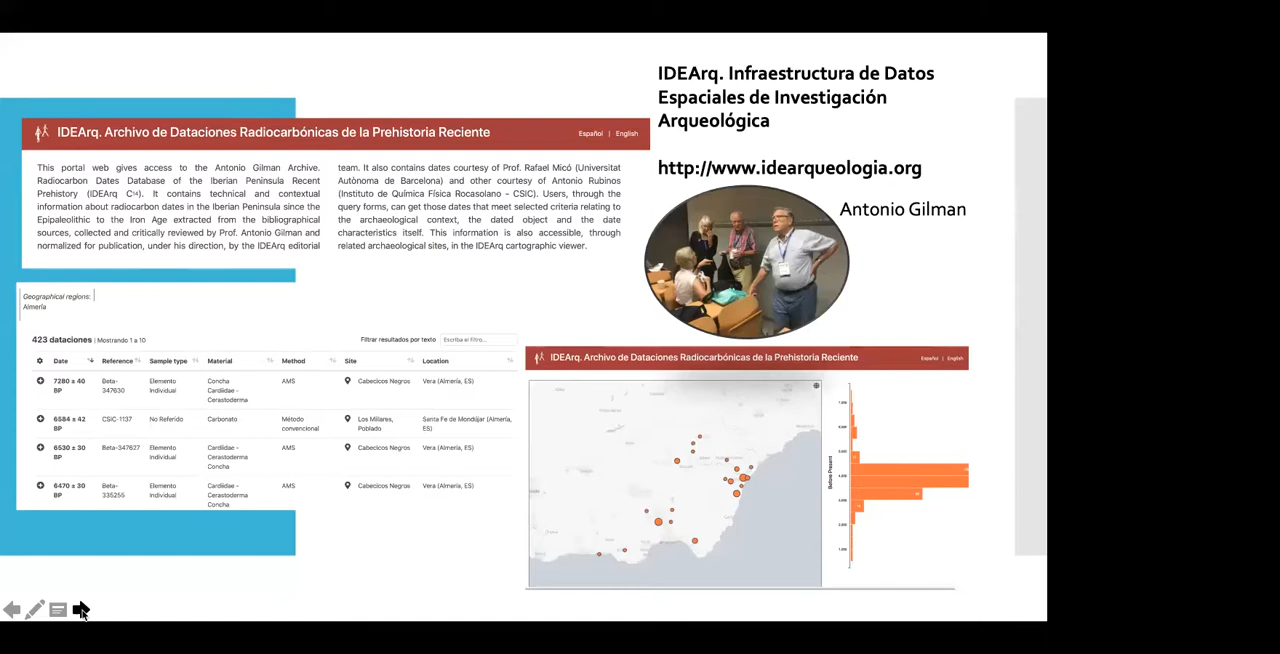 IDEArq. Infraestructura de Datos
Espaciales de Investigación
Arqueológica
http://www.idearqueologia.org
Antonio Gilman
IDEArq. Archivo de Dataciones Radiocarbónicas de la Prehistoria Reciente
Español | English
This portal web gives access to the Antonio Gilman Archive.
Radiocarbon Dates Database of the Iberian Peninsula Recent
Prehistory (IDEArq C¹⁴). It contains technical and contextual
information about radiocarbon dates in the Iberian Peninsula since the
Epipaleolithic to the Iron Age extracted from the bibliographical
sources, collected and critically reviewed by Prof. Antonio Gilman and
normalized for publication, under his direction, by the IDEArq editorial
team. It also contains dates courtesy of Prof. Rafael Micó (Universitat
Autònoma de Barcelona) and other courtesy of Antonio Rubinos
(Instituto de Química Física Rocasolano – CSIC). Users, through the
query forms, can get those dates that meet selected criteria relating to
the archaeological context, the dated object and the date
characteristics itself. This information is also accessible, through
related archaeological sites, in the IDEArq cartographic viewer.
Geographical regions:
Almería
423 dataciones | Mostrando 1 a 10
Filtrar resultados por texto
Escriba el filtro...
Date Reference Sample type Material Method Site Location
7280 ± 40 BP Beta-347630 Elemento Individual Concha Cardiidae - Cerastoderma AMS Cabecicos Negros Vera (Almería, ES)
6584 ± 42 BP CSIC-1137 No Referido Carbonato Método convencional Los Millares, Poblado Santa Fe de Mondújar (Almería, ES)
6530 ± 30 BP Beta-347627 Elemento Individual Cardiidae - Cerastoderma Concha AMS Cabecicos Negros Vera (Almería, ES)
6470 ± 30 BP Beta-335255 Elemento Individual Cardiidae - Cerastoderma Concha AMS Cabecicos Negros Vera (Almería, ES)
IDEArq. Archivo de Dataciones Radiocarbónicas de la Prehistoria Reciente
Español | English
Before Present